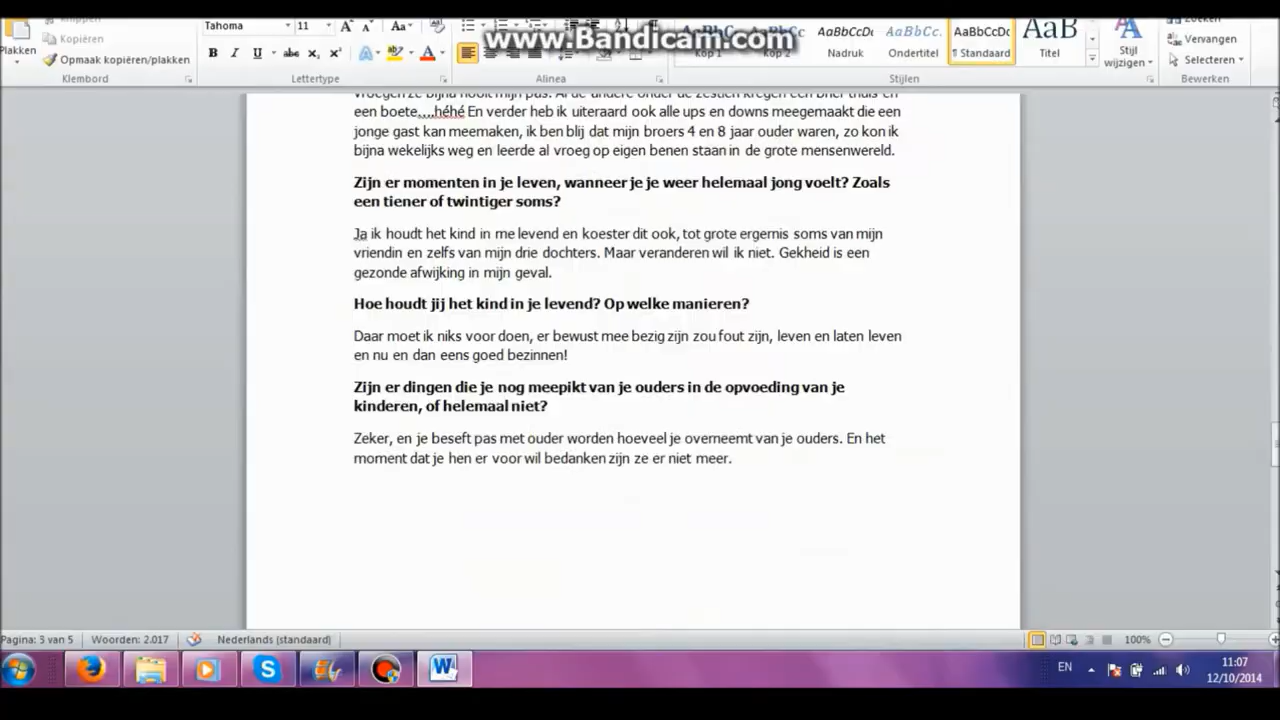 Knippen
Kopiëren
Plakken
Opmaak kopiëren/plakken
Klembord
Tahoma
11
Aa
B I U abc x₂ x²
Lettertype
Alinea
www.Bandicam.com
AaBbCcDc
AaBbCc.
AaBbCcDc
AaB
Kop 1
Kop 2
Nadruk
Ondertitel
¶ Standaard
Titel
Stijlen
Stijl
wijzigen
Zoeken
Vervangen
Selecteren
Bewerken
vroegen ze bijna nooit mijn pas. Al de andere onder de zestien kregen een brief thuis en
een boete....héhé En verder heb ik uiteraard ook alle ups en downs meegemaakt die een
jonge gast kan meemaken, ik ben blij dat mijn broers 4 en 8 jaar ouder waren, zo kon ik
bijna wekelijks weg en leerde al vroeg op eigen benen staan in de grote mensenwereld.
Zijn er momenten in je leven, wanneer je je weer helemaal jong voelt? Zoals
een tiener of twintiger soms?
Ja ik houdt het kind in me levend en koester dit ook, tot grote ergernis soms van mijn
vriendin en zelfs van mijn drie dochters. Maar veranderen wil ik niet. Gekheid is een
gezonde afwijking in mijn geval.
Hoe houdt jij het kind in je levend? Op welke manieren?
Daar moet ik niks voor doen, er bewust mee bezig zijn zou fout zijn, leven en laten leven
en nu en dan eens goed bezinnen!
Zijn er dingen die je nog meepikt van je ouders in de opvoeding van je
kinderen, of helemaal niet?
Zeker, en je beseft pas met ouder worden hoeveel je overneemt van je ouders. En het
moment dat je hen er voor wil bedanken zijn ze er niet meer.
Pagina: 3 van 5
Woorden: 2.017
Nederlands (standaard)
100%
EN
11:07
12/10/2014